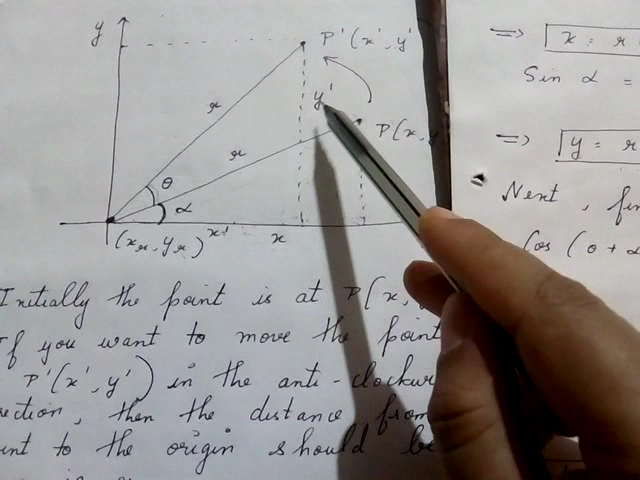 y
P'(x', y'
⇒ x = r
Sin α =
y'
r
r
P(x, y
⇒ y = r
θ
α
(xr, yr)
x'
x
Next, fin
Cos (θ + α
Initially the point is at P(x,
If you want to move the point
P'(x', y') in the anti-clockw
ection, then the distance from
int to the origin should be